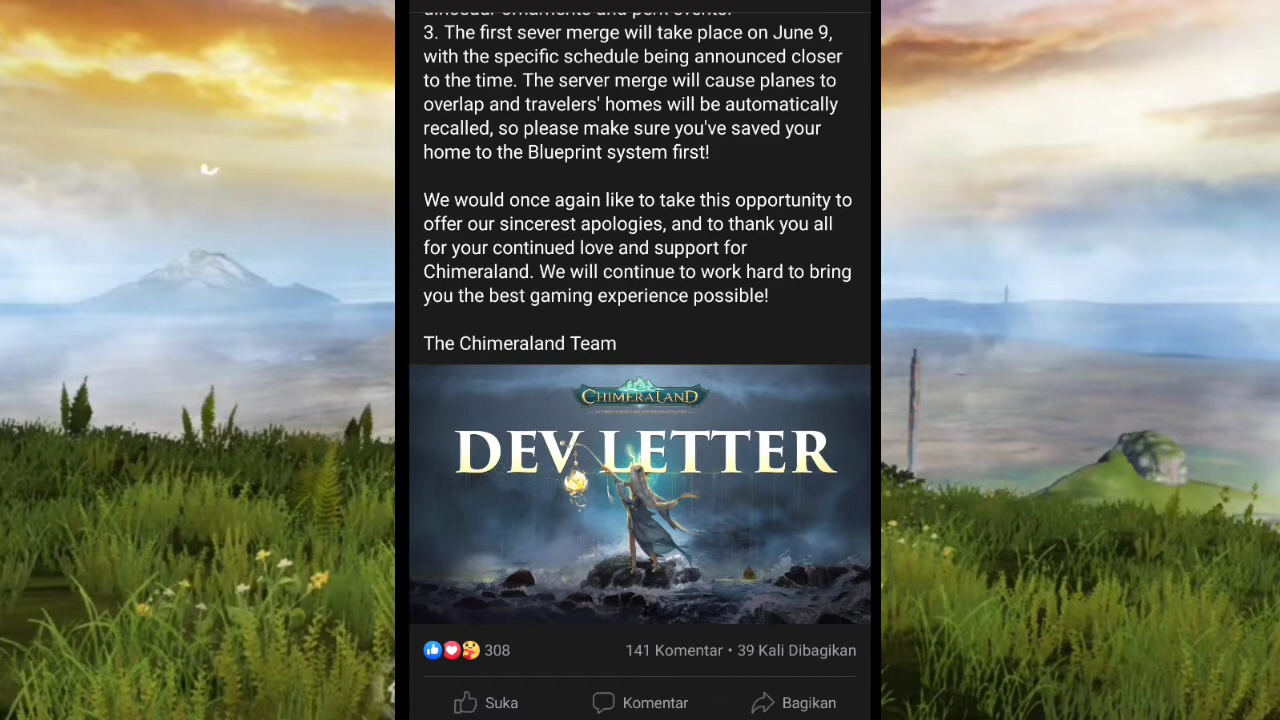 3. The first sever merge will take place on June 9,
with the specific schedule being announced closer
to the time. The server merge will cause planes to
overlap and travelers' homes will be automatically
recalled, so please make sure you've saved your
home to the Blueprint system first!
We would once again like to take this opportunity to
offer our sincerest apologies, and to thank you all
for your continued love and support for
Chimeraland. We will continue to work hard to bring
you the best gaming experience possible!
The Chimeraland Team
CHIMERALAND
DEV LETTER
308
141 Komentar • 39 Kali Dibagikan
Suka
Komentar
Bagikan